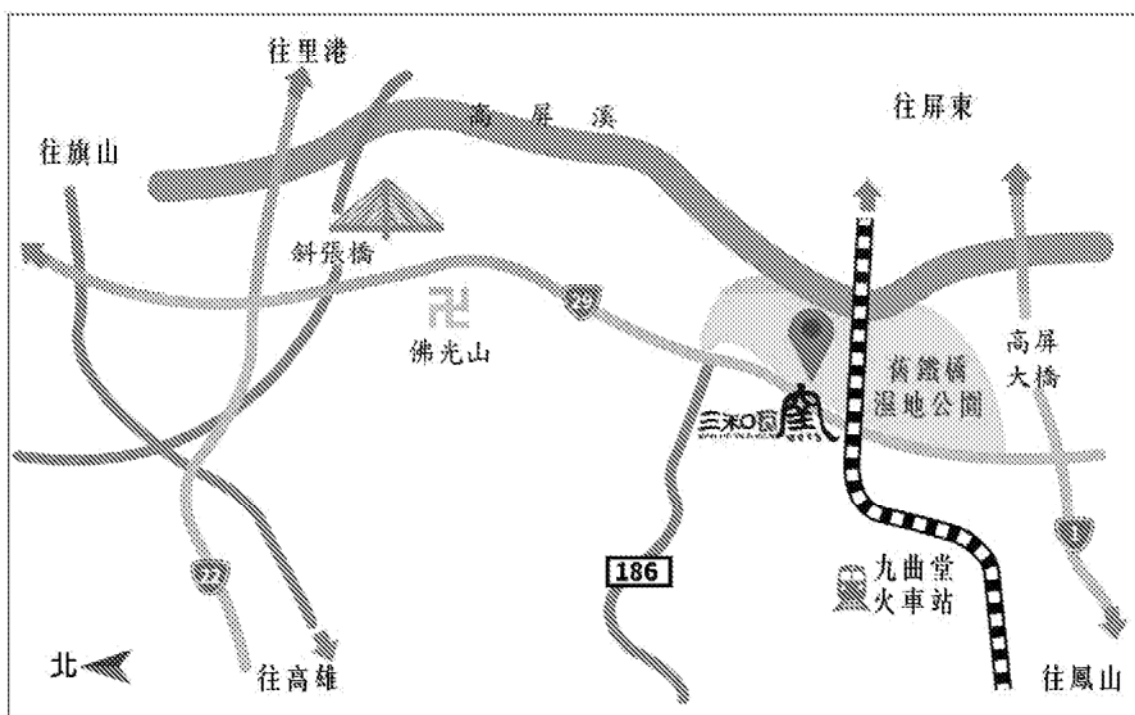 往里港
高屏溪
往屏東
往旗山
斜張橋
29
佛光山
高屏
大橋
舊鐵橋
濕地公園
三和瓦窯
1
186
九曲堂
火車站
22
北
往高雄
往鳳山